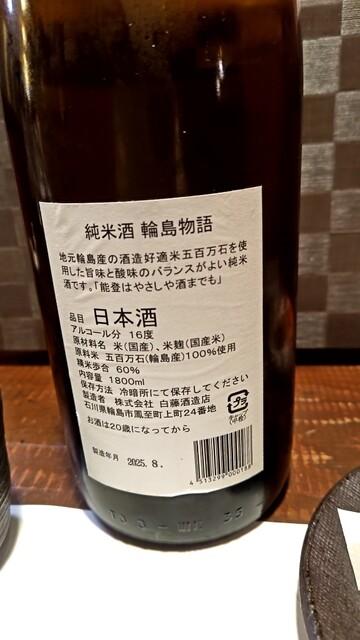 純米酒 輪島物語
地元輪島産の酒造好適米五百万石を使
用した旨味と酸味のバランスがよい純米
酒です。「能登はやさしや酒までも」
品目 日本酒
アルコール分 16度
原材料名 米(国産)、米麹(国産米)
原料米 五百万石(輪島産)100%使用
精米歩合 60%
内容量 1800ml
保存方法 冷暗所にて保存してください
製造者 株式会社 白藤酒造店
石川県輪島市鳳至町上町24番地
お酒は20歳になってから
プラ
製造年月 2025.8.
4513299000188